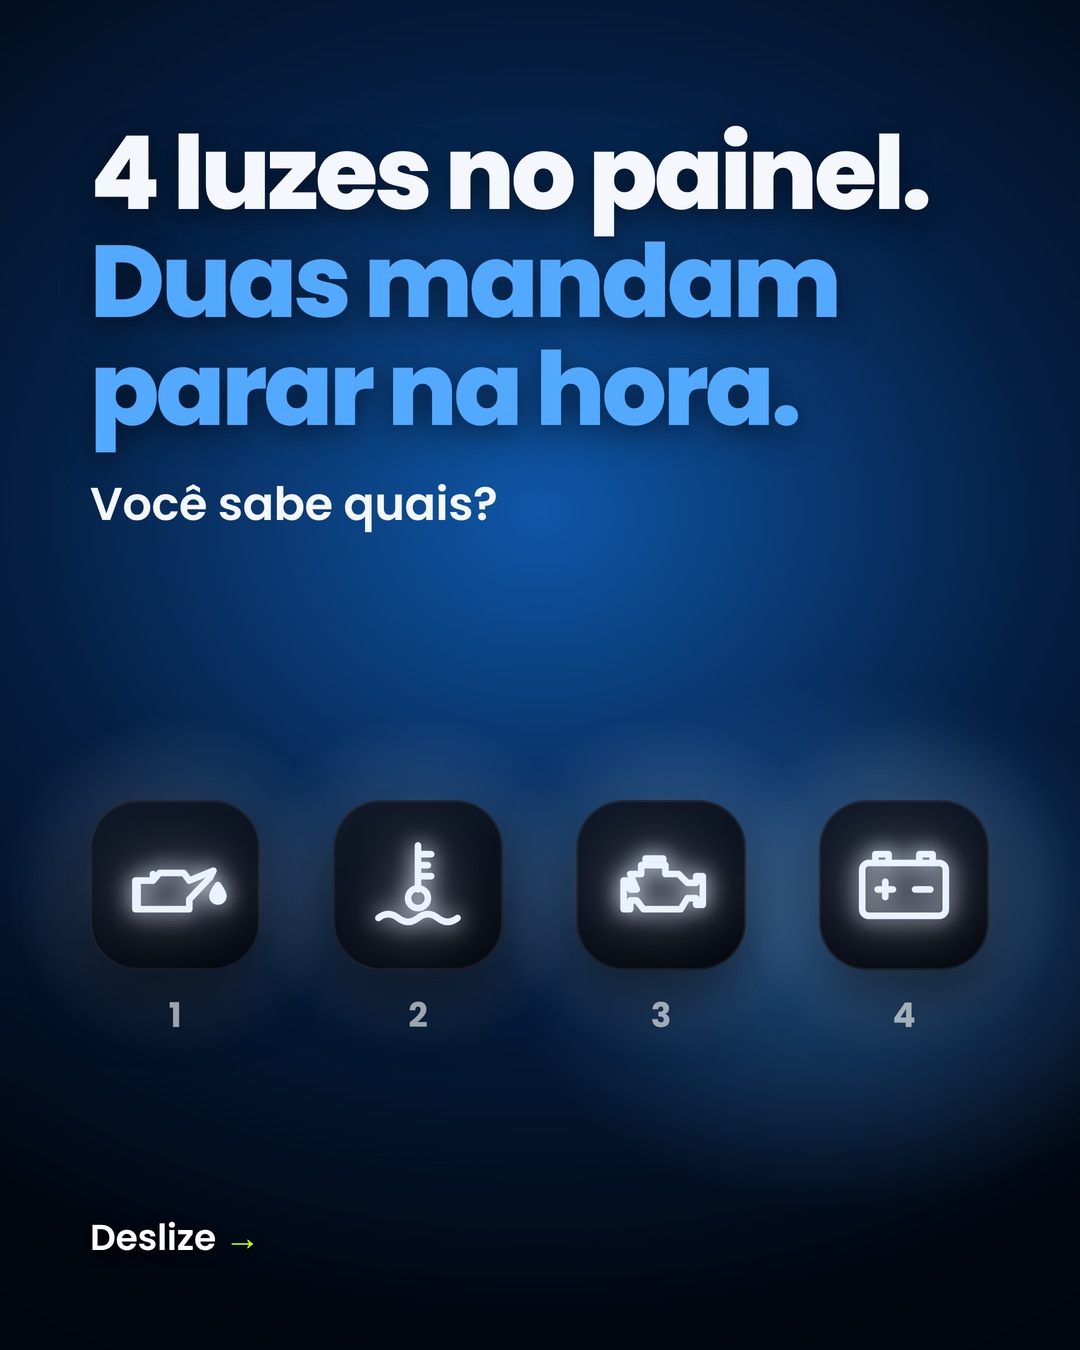 4 luzes no painel.
Duas mandam
parar na hora.
Você sabe quais?
1 2 3 4
Deslize →